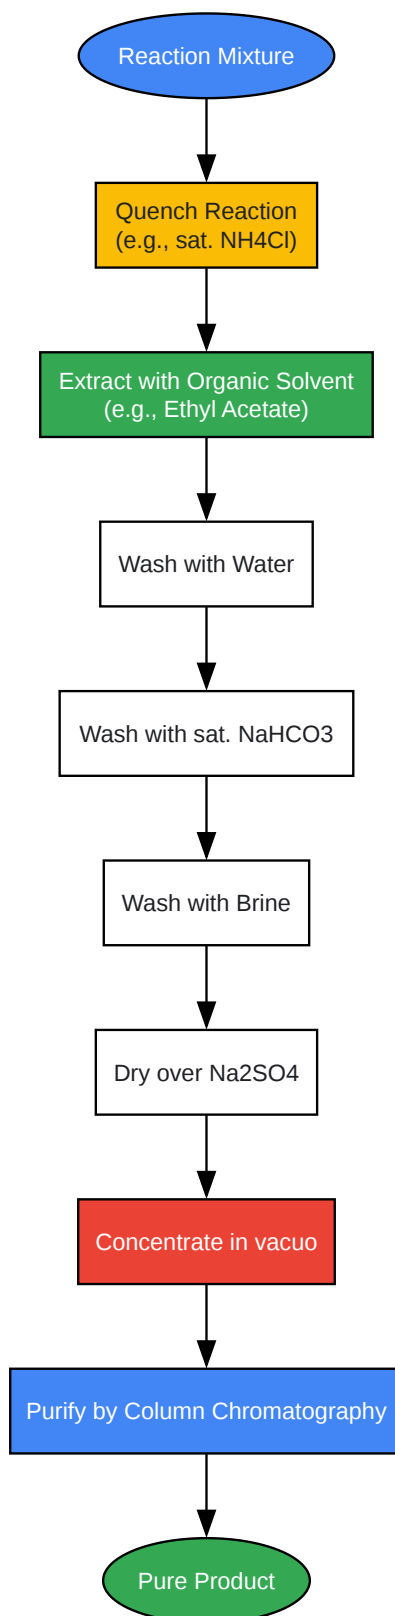 Reaction Mixture
Quench Reaction
(e.g., sat. NH4Cl)
Extract with Organic Solvent
(e.g., Ethyl Acetate)
Wash with Water
Wash with sat. NaHCO3
Wash with Brine
Dry over Na2SO4
Concentrate in vacuo
Purify by Column Chromatography
Pure Product